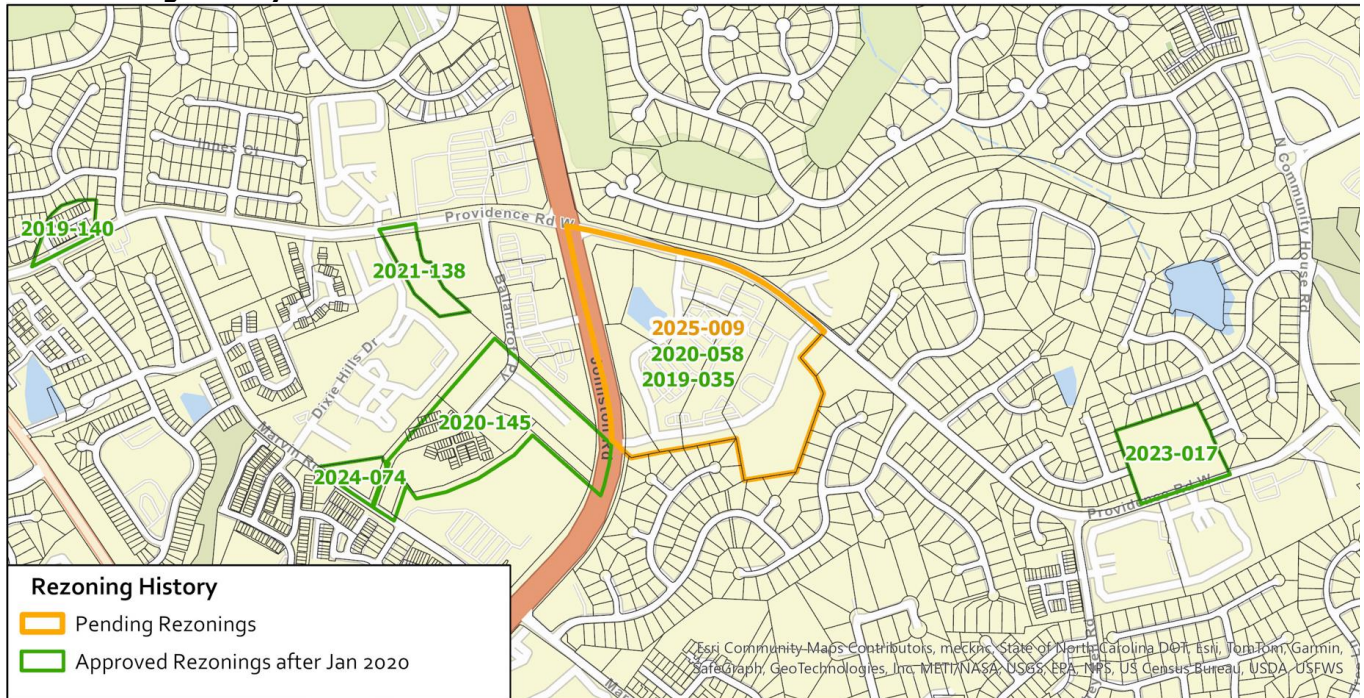 Innes Ct
N Community House Rd
2019-140
Providence Rd W
2021-138
Ballancroft Pv
2025-009
2020-058
2019-035
Johnston Rd
Dixie Hills Dr
2020-145
Marvin R
2024-074
2023-017
Providence Rd W
Rezoning History
Pending Rezonings
Approved Rezonings after Jan 2020
Esri Community Maps Contributors, mecknc, State of North Carolina DOT, Esri, TomTom, Garmin,
SafeGraph, GeoTechnologies, Inc, METI/NASA, USGS, EPA, NPS, US Census Bureau, USDA, USFWS